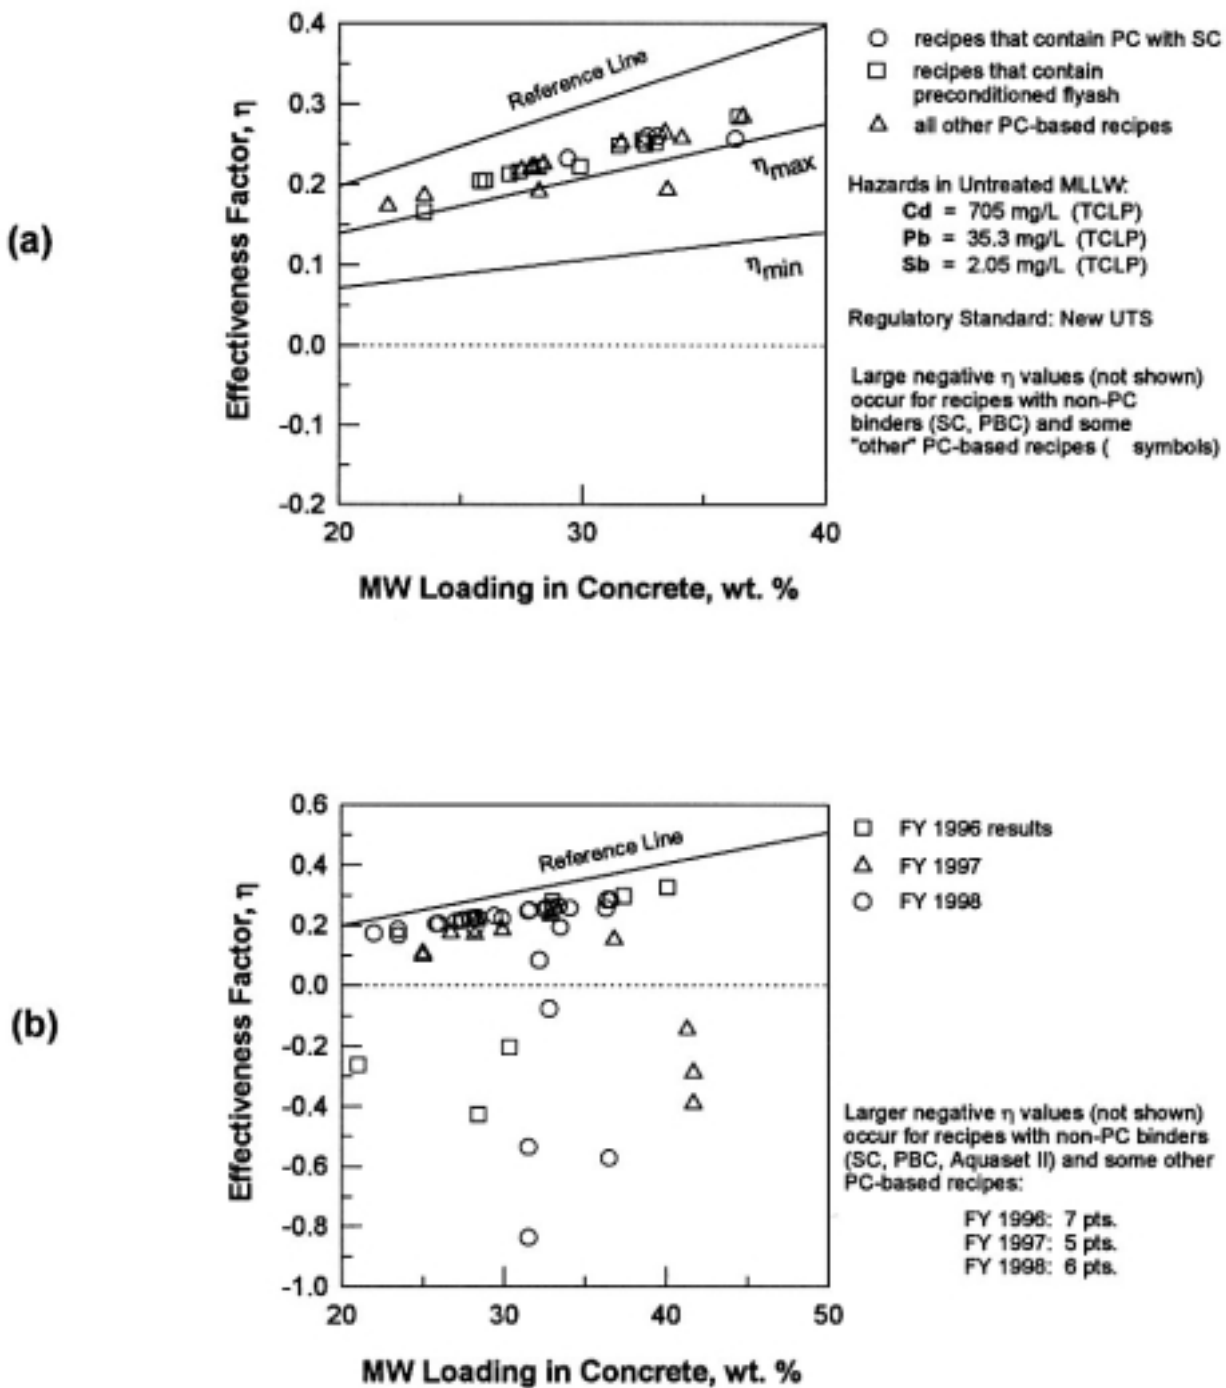 (a)
Effectiveness Factor, η
0.4
0.3
0.2
0.1
0.0
-0.1
-0.2
20
30
40
MW Loading in Concrete, wt. %
Reference Line
ηmax
ηmin
recipes that contain PC with SC
recipes that contain
preconditioned flyash
all other PC-based recipes
Hazards in Untreated MLLW:
Cd = 705 mg/L (TCLP)
Pb = 35.3 mg/L (TCLP)
Sb = 2.05 mg/L (TCLP)
Regulatory Standard: New UTS
Large negative η values (not shown)
occur for recipes with non-PC
binders (SC, PBC) and some
"other" PC-based recipes ( symbols)
(b)
Effectiveness Factor, η
0.6
0.4
0.2
0.0
-0.2
-0.4
-0.6
-0.8
-1.0
20
30
40
50
MW Loading in Concrete, wt. %
Reference Line
FY 1996 results
FY 1997
FY 1998
Larger negative η values (not shown)
occur for recipes with non-PC binders
(SC, PBC, Aquaset II) and some other
PC-based recipes:
FY 1996: 7 pts.
FY 1997: 5 pts.
FY 1998: 6 pts.